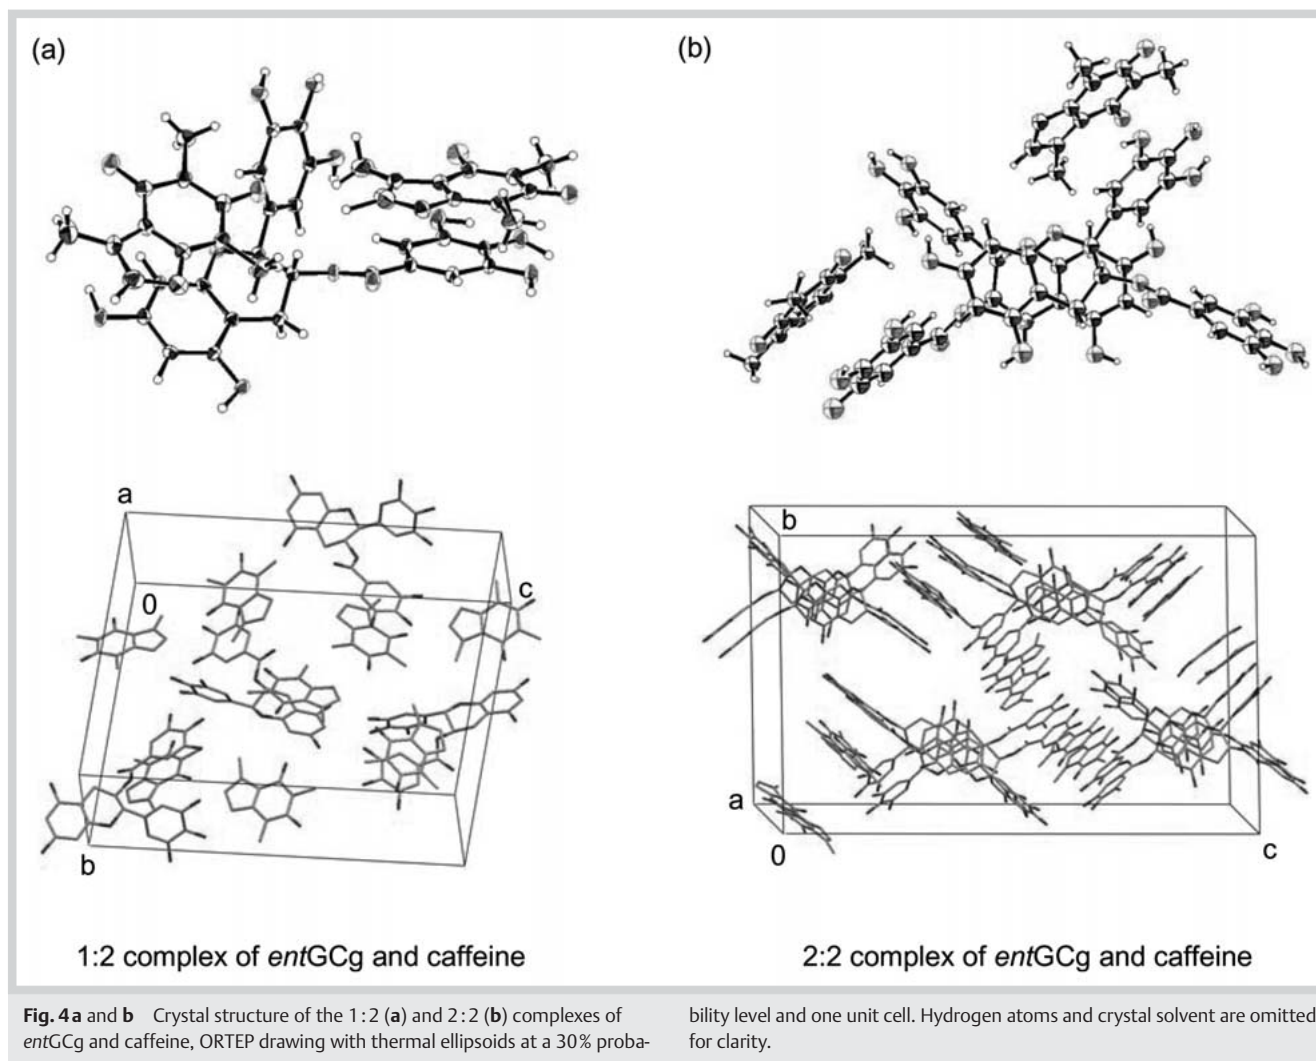 (a)
(b)
a
0
c
b
b
a
0
c
1:2 complex of entGCg and caffeine
2:2 complex of entGCg and caffeine
Fig. 4 a and b Crystal structure of the 1 : 2 (a) and 2 : 2 (b) complexes of
entGCg and caffeine, ORTEP drawing with thermal ellipsoids at a 30 % proba-
bility level and one unit cell. Hydrogen atoms and crystal solvent are omitted
for clarity.